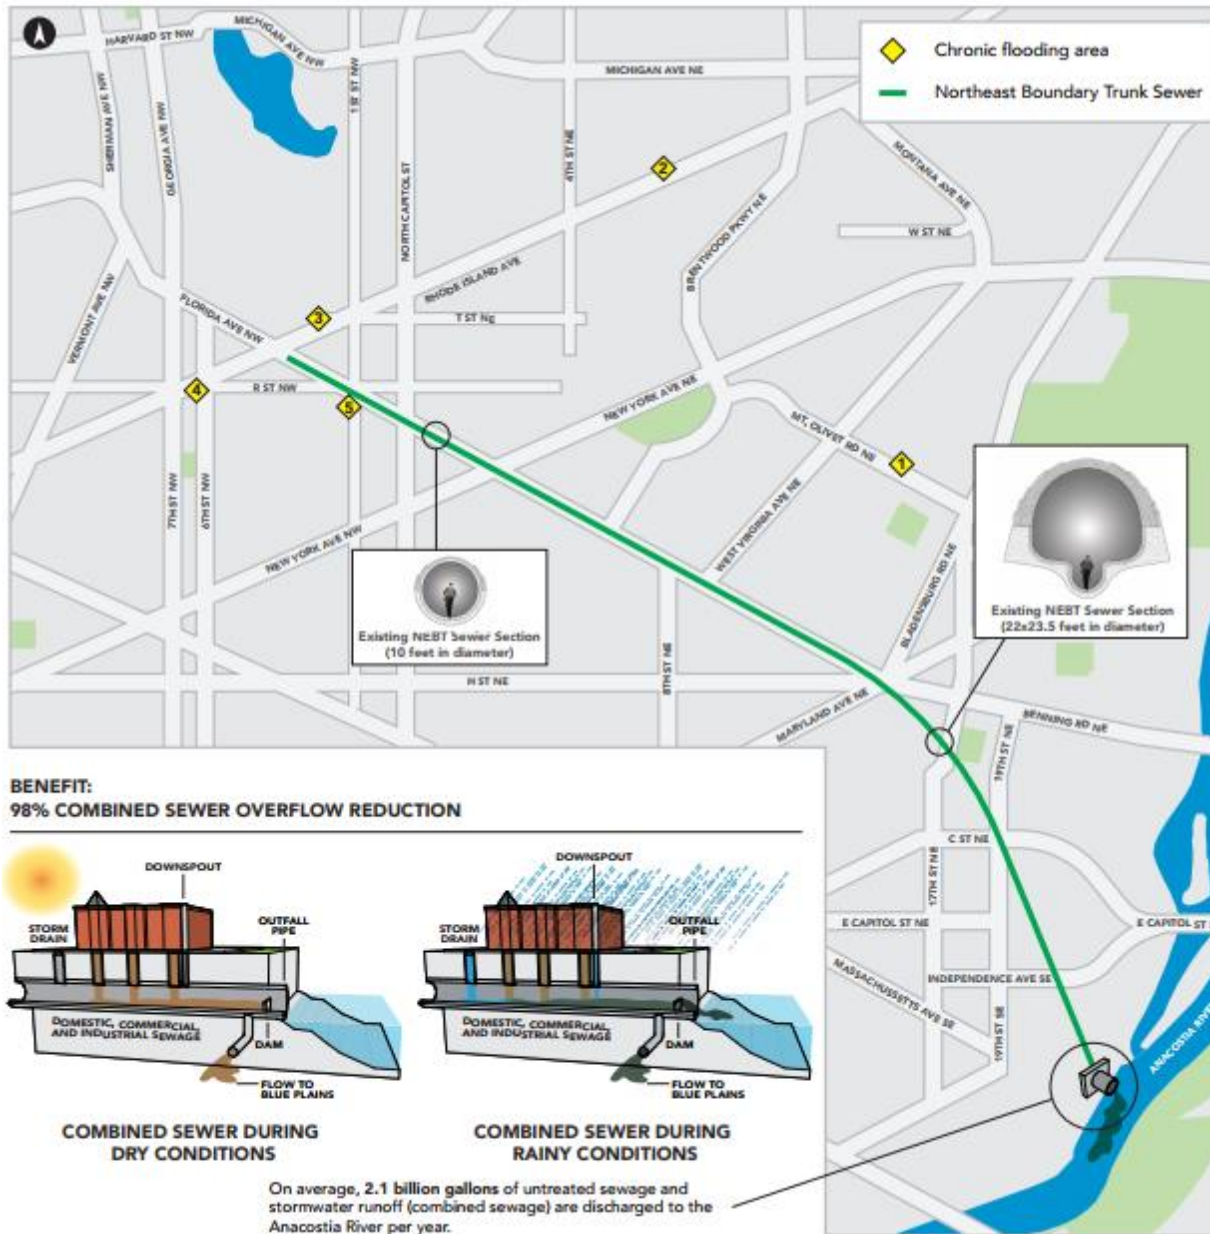 HARVARD ST NW
MICHIGAN AVE NW
MICHIGAN AVE NE
Chronic flooding area
Northeast Boundary Trunk Sewer
SHERMAN AVE NW
GEORGIA AVE NW
1ST ST NW
NORTH CAPITOL ST
4TH ST NE
2
MONTANA AVE NE
W ST NE
BRENTWOOD PKWY NE
RHODE ISLAND AVE
VERMONT AVE NW
FLORIDA AVE NW
3
T ST Ng
4
R ST NW
5
NEW YORK AVE NE
MT. OLIVET RD NE
1
7TH ST NW
6TH ST NW
NEW YORK AVE NW
WEST VIRGINIA AVE NE
BLADENSBURG RD NE
Existing NEBT Sewer Section
(10 feet in diameter)
Existing NEBT Sewer Section
(22x23.5 feet in diameter)
H ST NE
8TH ST NE
MARYLAND AVE NE
BENNING RD NE
19TH ST NE
17TH ST NE
C ST NE
E CAPITOL ST NE
E CAPITOL ST
MASSACHUSETTS AVE SE
INDEPENDENCE AVE SE
19TH ST SE
ANACOSTIA RIVER
BENEFIT:
98% COMBINED SEWER OVERFLOW REDUCTION
DOWNSPOUT
STORM
DRAIN
OUTFALL
PIPE
DOMESTIC, COMMERCIAL,
AND INDUSTRIAL SEWAGE
DAM
FLOW TO
BLUE PLAINS
COMBINED SEWER DURING
DRY CONDITIONS
DOWNSPOUT
STORM
DRAIN
OUTFALL
PIPE
DOMESTIC, COMMERCIAL,
AND INDUSTRIAL SEWAGE
DAM
FLOW TO
BLUE PLAINS
COMBINED SEWER DURING
RAINY CONDITIONS
On average, 2.1 billion gallons of untreated sewage and
stormwater runoff (combined sewage) are discharged to the
Anacostia River per year.